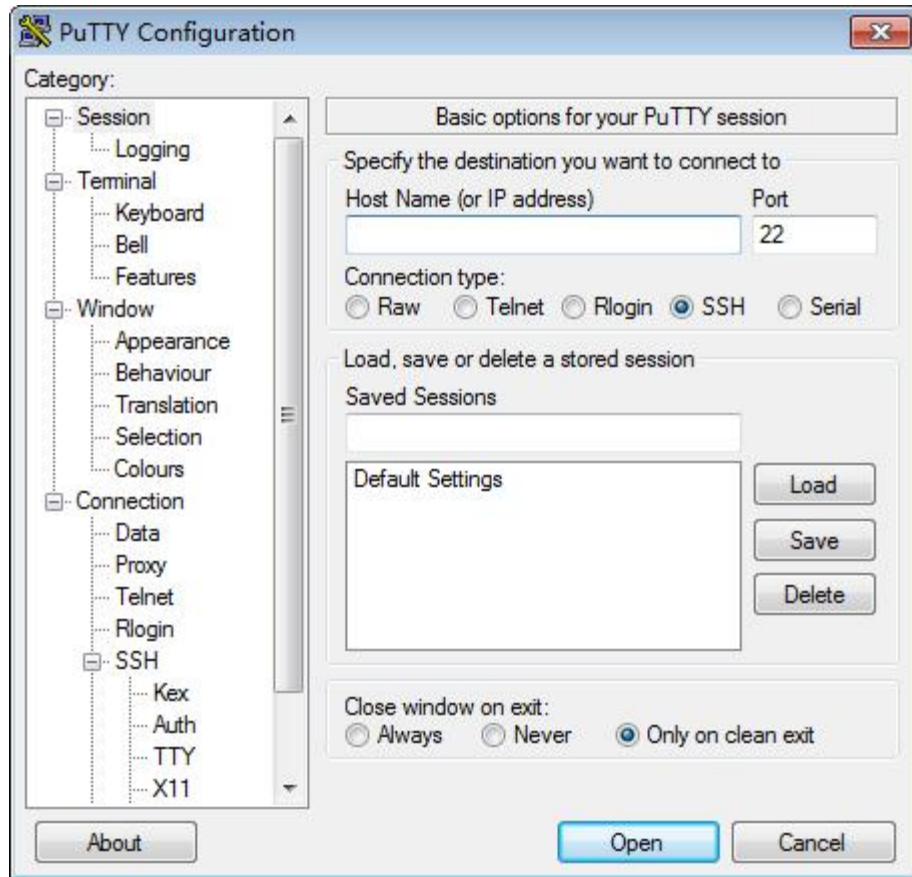 PuTTY Configuration
Category:
Session
Logging
Terminal
Keyboard
Bell
Features
Window
Appearance
Behaviour
Translation
Selection
Colours
Connection
Data
Proxy
Telnet
Rlogin
SSH
Kex
Auth
TTY
X11
Basic options for your PuTTY session
Specify the destination you want to connect to
Host Name (or IP address) Port
22
Connection type:
Raw Telnet Rlogin SSH Serial
Load, save or delete a stored session
Saved Sessions
Default Settings
Load
Save
Delete
Close window on exit:
Always Never Only on clean exit
About Open Cancel